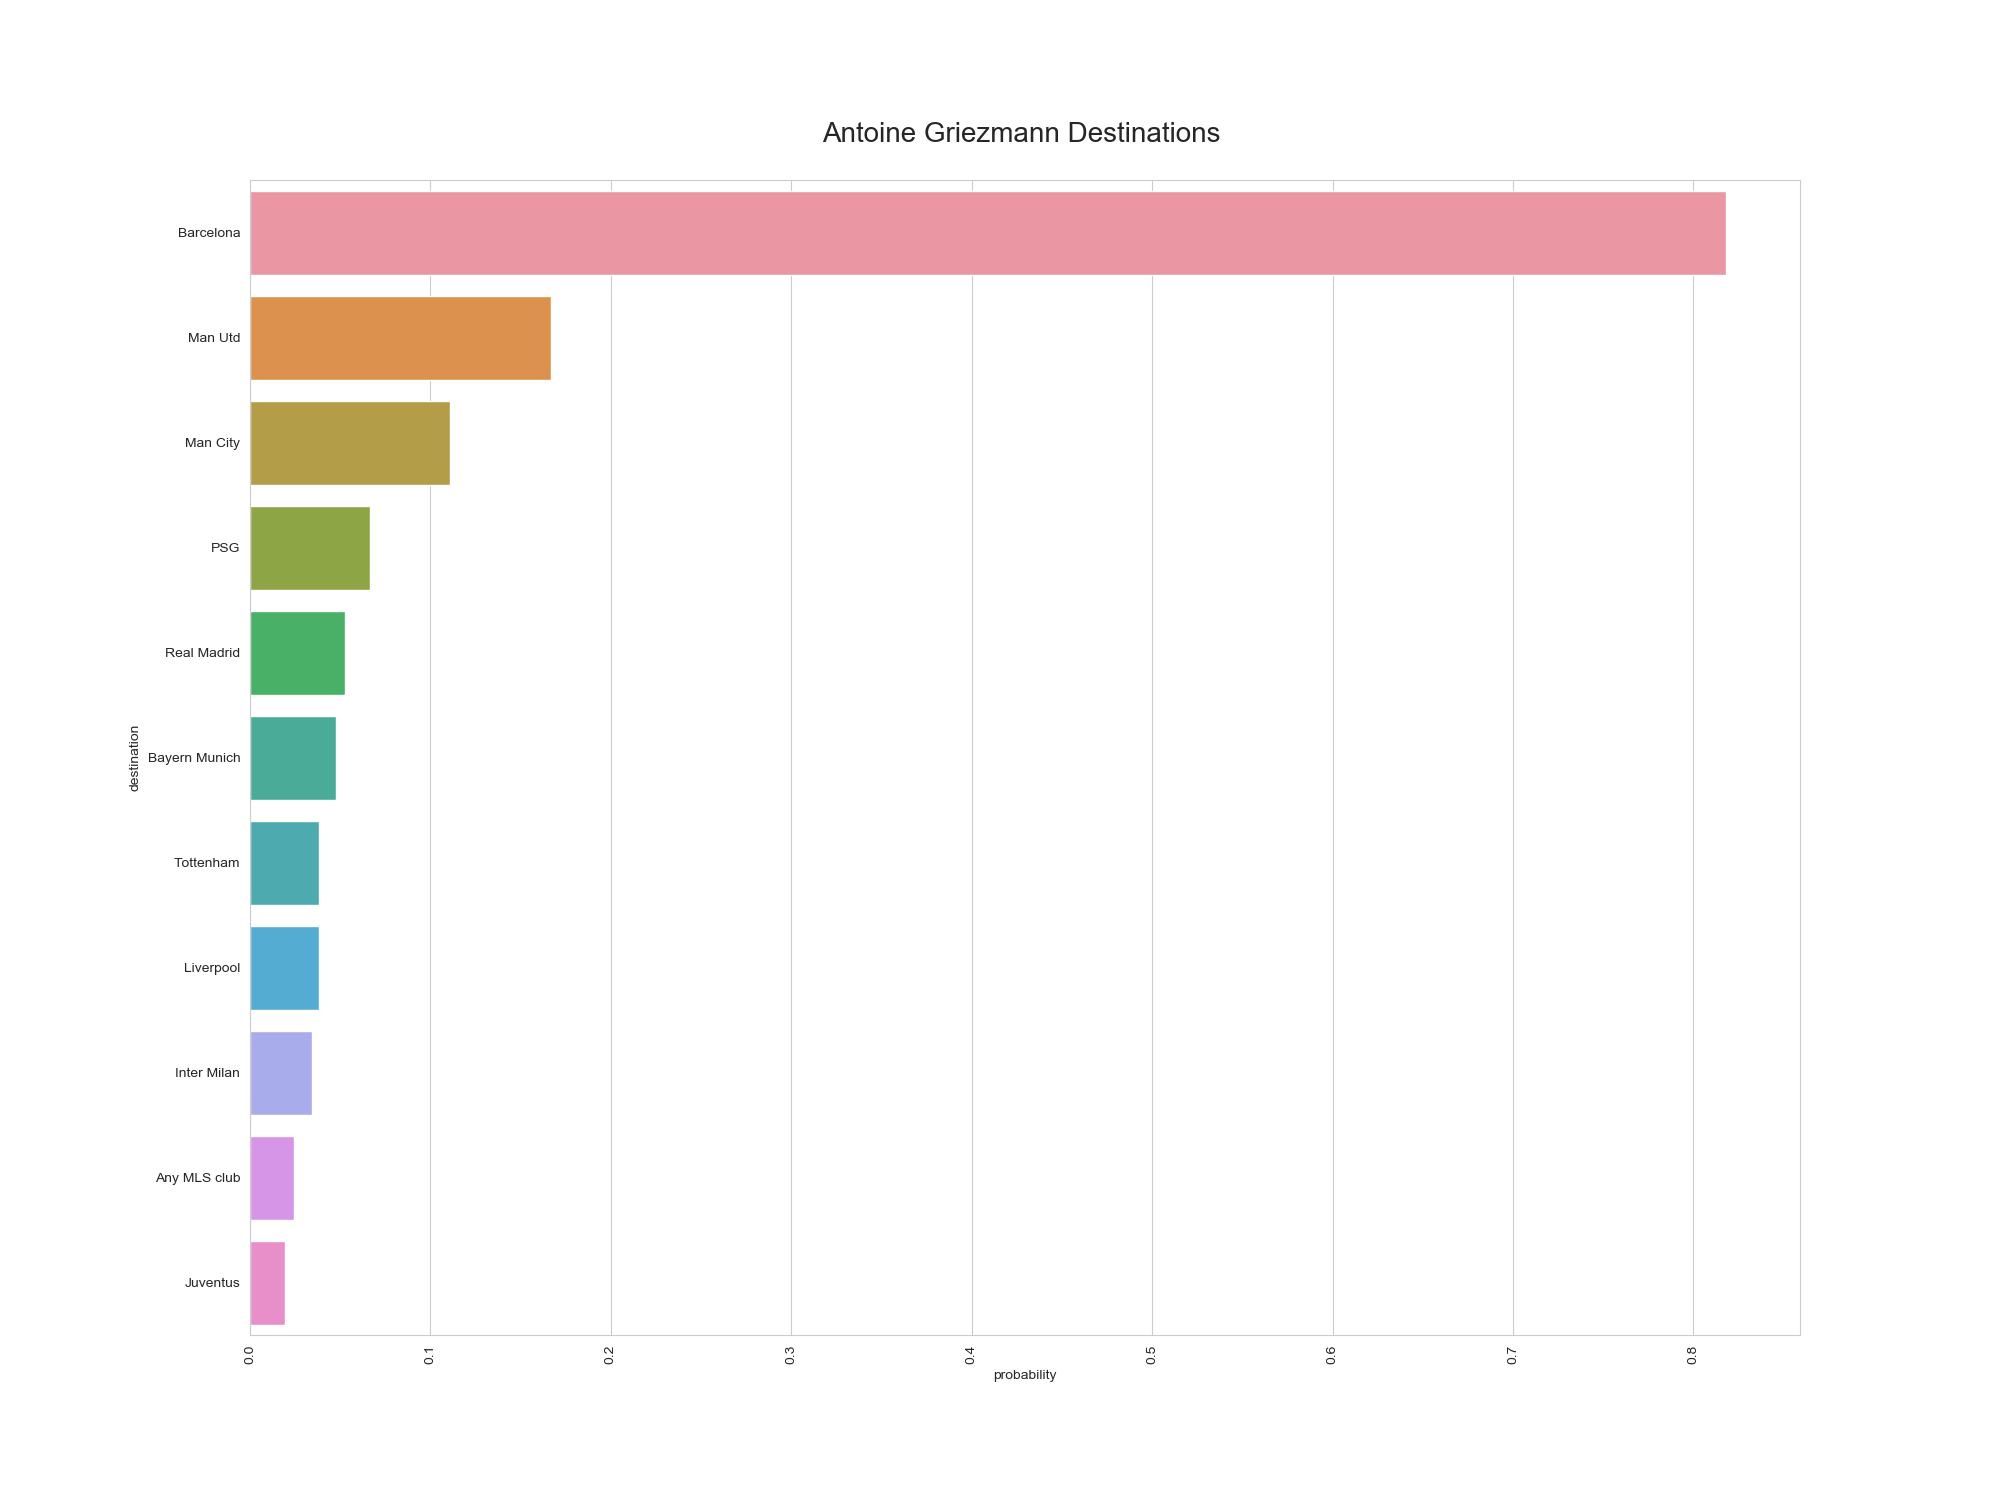 Antoine Griezmann Destinations
destination
Barcelona
Man Utd
Man City
PSG
Real Madrid
Bayern Munich
Tottenham
Liverpool
Inter Milan
Any MLS club
Juventus
0.0 0.1 0.2 0.3 0.4 0.5 0.6 0.7 0.8
probability